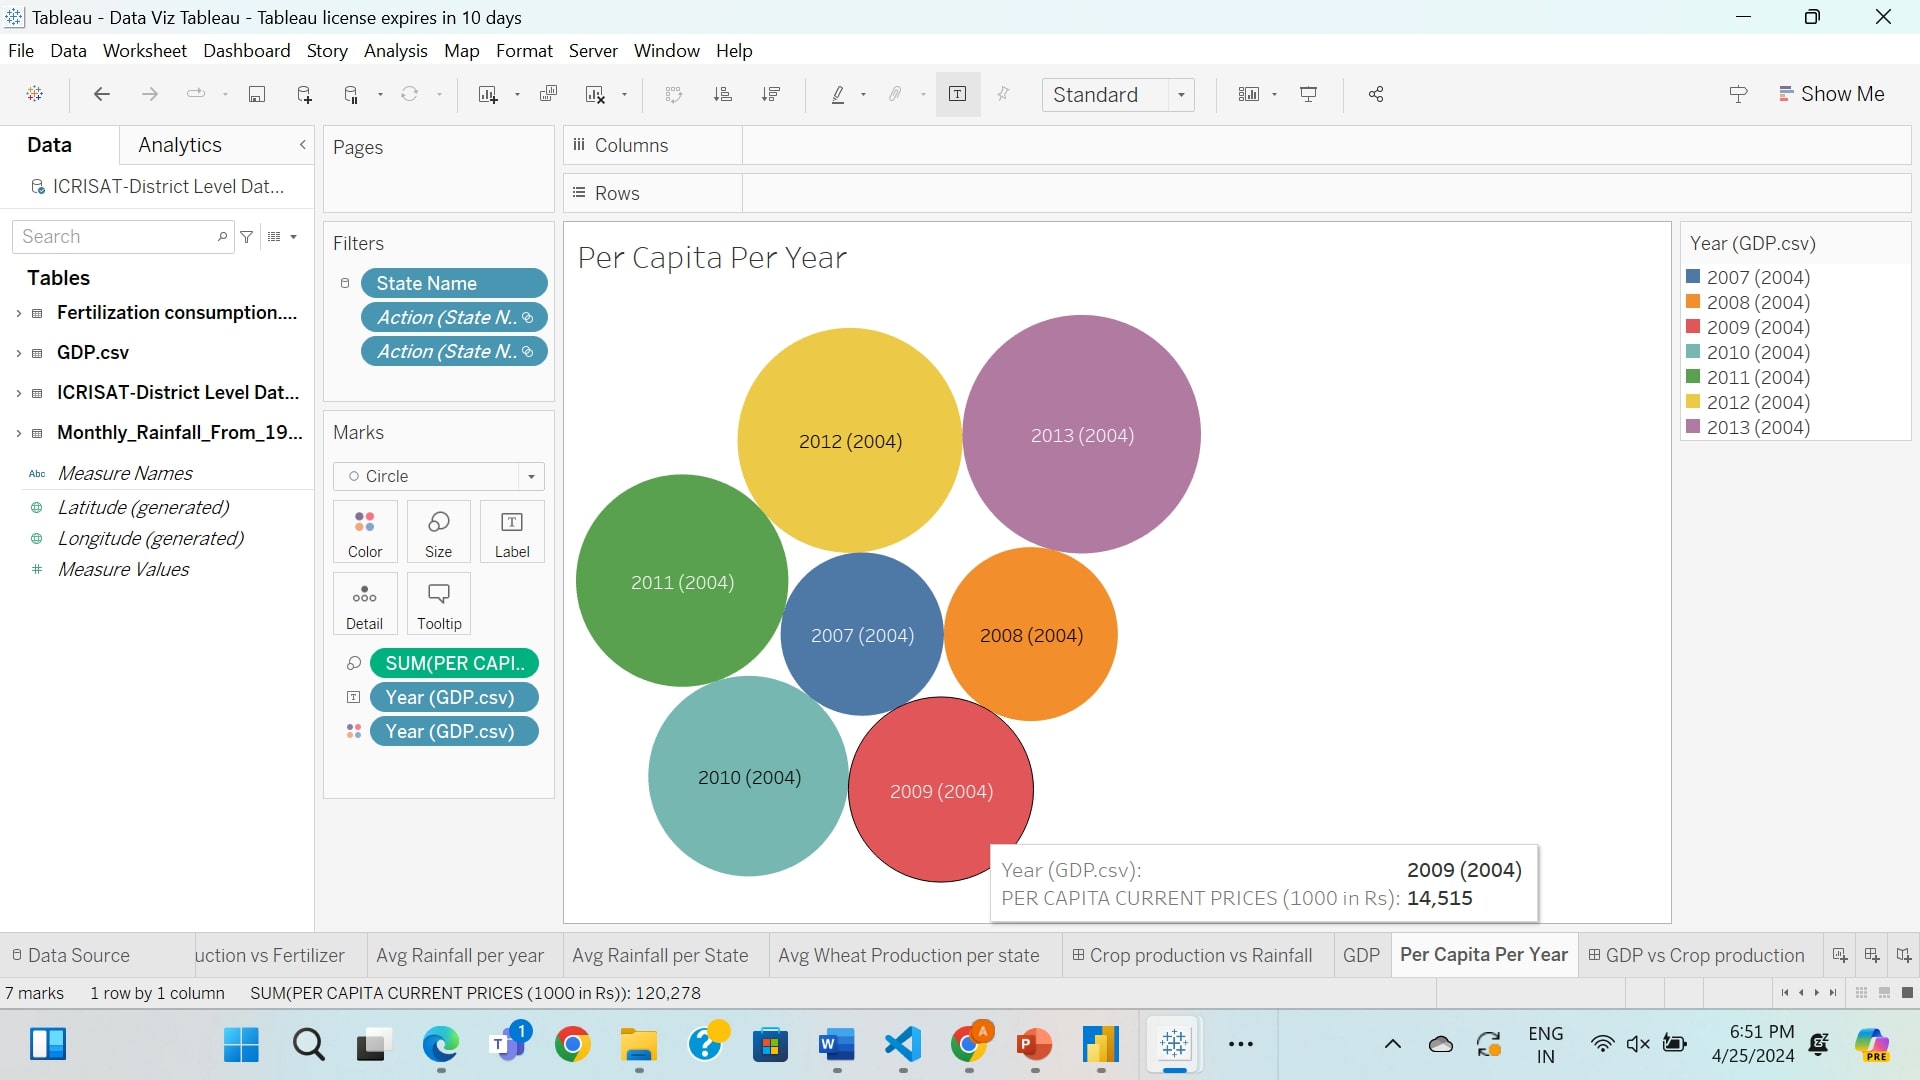 Tableau - Data Viz Tableau - Tableau license expires in 10 days
File Data Worksheet Dashboard Story Analysis Map Format Server Window Help
Standard
Show Me
Data Analytics
ICRISAT-District Level Dat...
Search
Tables
Fertilization consumption....
GDP.csv
ICRISAT-District Level Dat...
Monthly_Rainfall_From_19...
Abc Measure Names
Latitude (generated)
Longitude (generated)
# Measure Values
Pages
Filters
State Name
Action (State N..
Action (State N..
Marks
Circle
Color
Size
T
Label
Detail
Tooltip
SUM(PER CAPI..
T Year (GDP.csv)
Year (GDP.csv)
Columns
Rows
Per Capita Per Year
2012 (2004)
2013 (2004)
2011 (2004)
2007 (2004)
2008 (2004)
2010 (2004)
2009 (2004)
Year (GDP.csv): 2009 (2004)
PER CAPITA CURRENT PRICES (1000 in Rs): 14,515
Year (GDP.csv)
2007 (2004)
2008 (2004)
2009 (2004)
2010 (2004)
2011 (2004)
2012 (2004)
2013 (2004)
Data Source uction vs Fertilizer Avg Rainfall per year Avg Rainfall per State Avg Wheat Production per state Crop production vs Rainfall GDP Per Capita Per Year GDP vs Crop production
7 marks 1 row by 1 column SUM(PER CAPITA CURRENT PRICES (1000 in Rs)): 120,278
1
T
?
W
A
P
ENG
IN
6:51 PM
4/25/2024
PRE